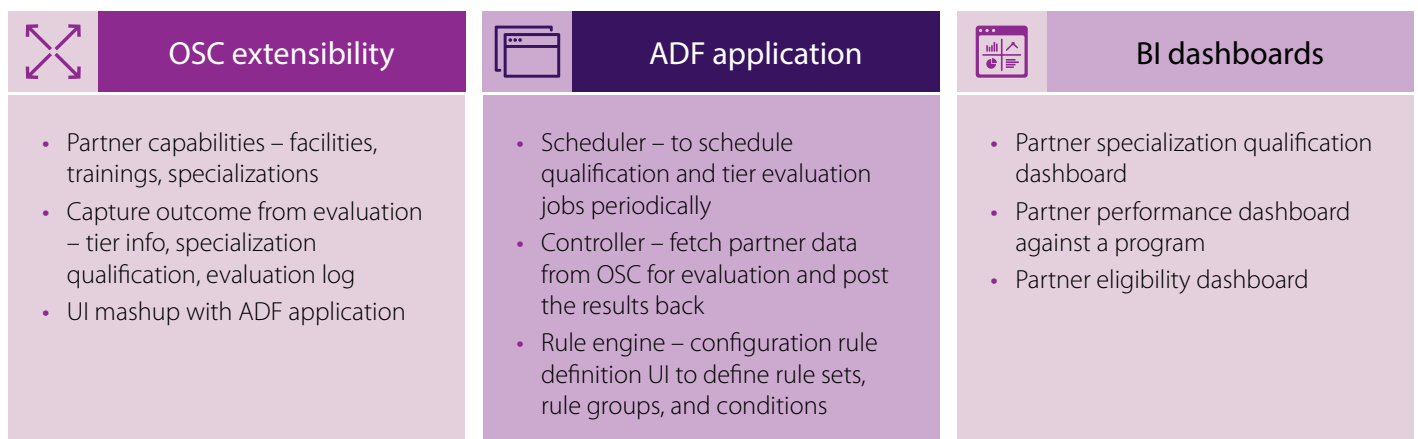 OSC extensibility
• Partner capabilities – facilities,
trainings, specializations
• Capture outcome from evaluation
– tier info, specialization
qualification, evaluation log
• UI mashup with ADF application
ADF application
• Scheduler – to schedule
qualification and tier evaluation
jobs periodically
• Controller – fetch partner data
from OSC for evaluation and post
the results back
• Rule engine – configuration rule
definition UI to define rule sets,
rule groups, and conditions
BI dashboards
• Partner specialization qualification
dashboard
• Partner performance dashboard
against a program
• Partner eligibility dashboard